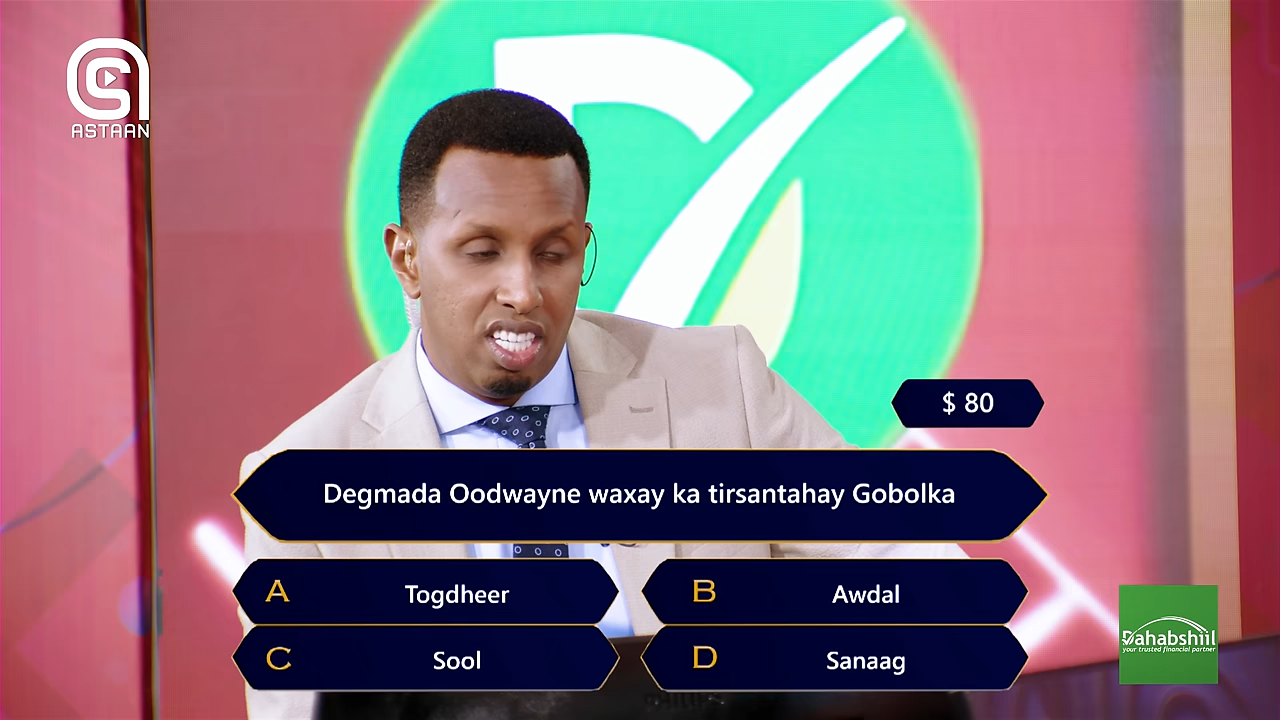 ASTAAN
$ 80
Degmada Oodwayne waxay ka tirsantahay Gobolka
A Togdheer
B Awdal
C Sool
D Sanaag
Dahabshiil
your trusted financial partner